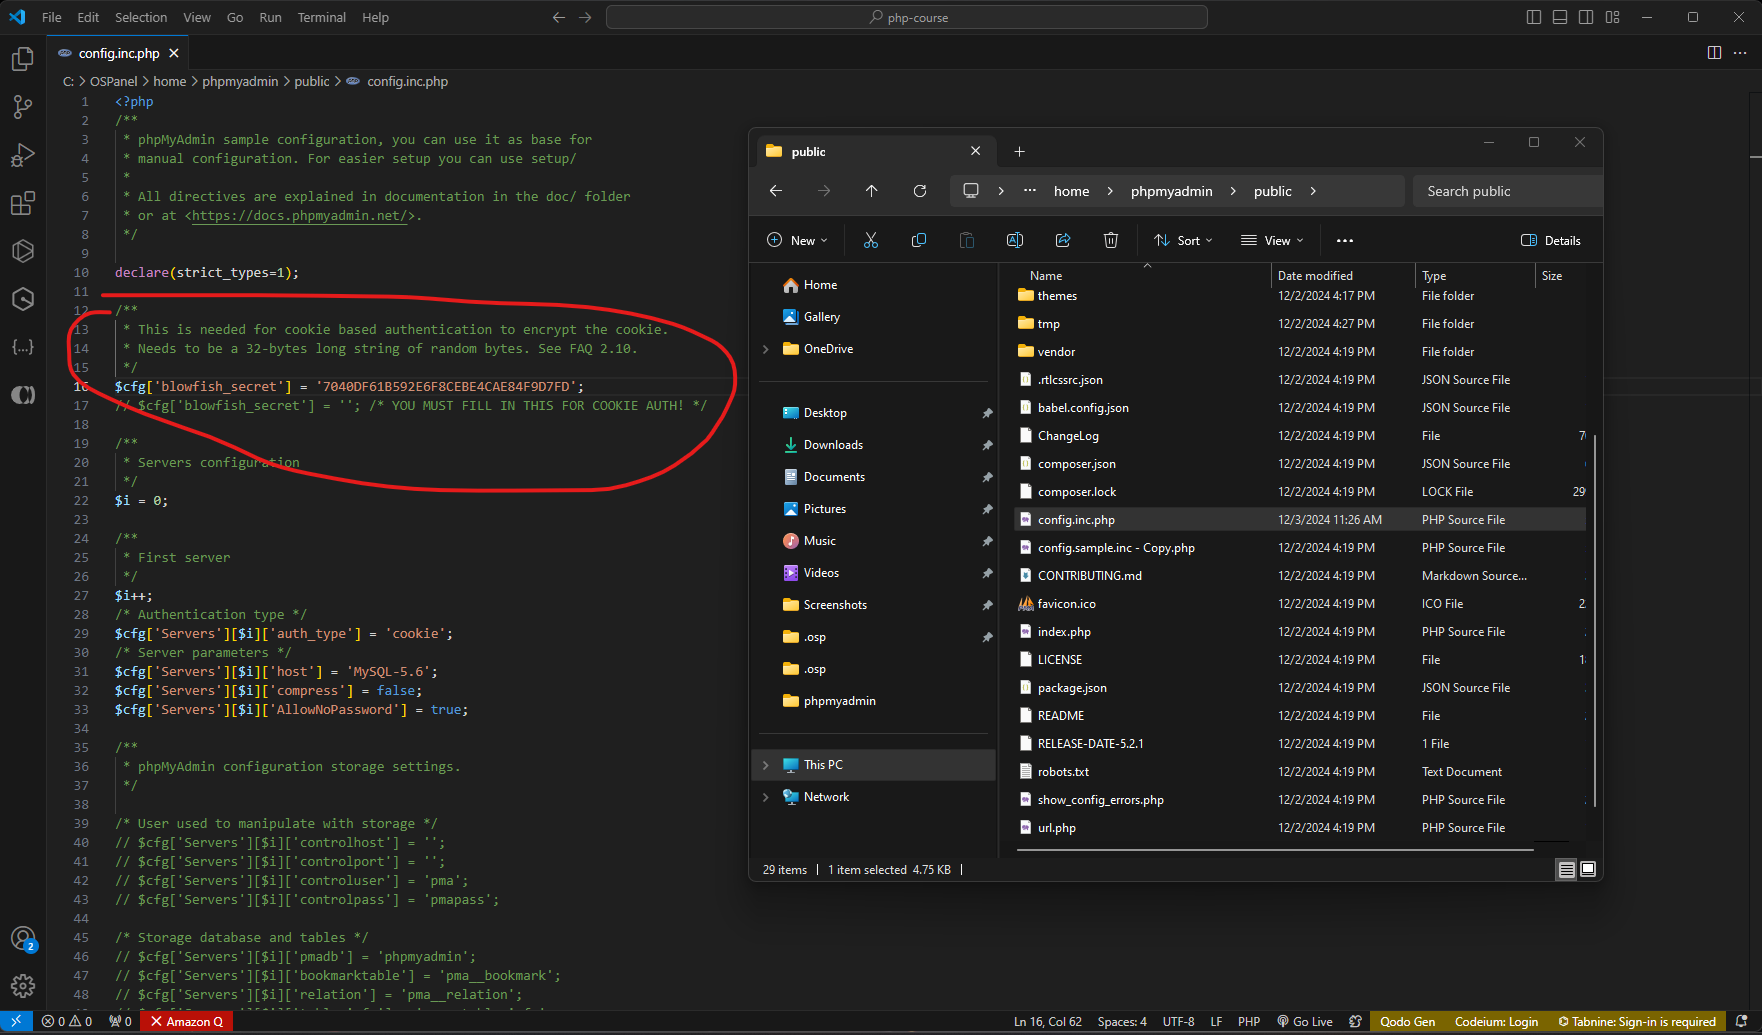 File Edit Selection View Go Run Terminal Help
php-course
config.inc.php
C: > OSPanel > home > phpmyadmin > public > config.inc.php
1 <?php
2 /**
3 * phpMyAdmin sample configuration, you can use it as base for
4 * manual configuration. For easier setup you can use setup/
5 *
6 * All directives are explained in documentation in the doc/ folder
7 * or at <https://docs.phpmyadmin.net/>.
8 */
9
10 declare(strict_types=1);
11
12 /**
13 * This is needed for cookie based authentication to encrypt the cookie.
14 * Needs to be a 32-bytes long string of random bytes. See FAQ 2.10.
15 */
16 $cfg['blowfish_secret'] = '7040DF61B592E6F8CEBE4CAE84F9D7FD';
17 // $cfg['blowfish_secret'] = ''; /* YOU MUST FILL IN THIS FOR COOKIE AUTH! */
18
19 /**
20 * Servers configuration
21 */
22 $i = 0;
23
24 /**
25 * First server
26 */
27 $i++;
28 /* Authentication type */
29 $cfg['Servers'][$i]['auth_type'] = 'cookie';
30 /* Server parameters */
31 $cfg['Servers'][$i]['host'] = 'MySQL-5.6';
32 $cfg['Servers'][$i]['compress'] = false;
33 $cfg['Servers'][$i]['AllowNoPassword'] = true;
34
35 /**
36 * phpMyAdmin configuration storage settings.
37 */
38
39 /* User used to manipulate with storage */
40 // $cfg['Servers'][$i]['controlhost'] = '';
41 // $cfg['Servers'][$i]['controlport'] = '';
42 // $cfg['Servers'][$i]['controluser'] = 'pma';
43 // $cfg['Servers'][$i]['controlpass'] = 'pmapass';
44
45 /* Storage database and tables */
46 // $cfg['Servers'][$i]['pmadb'] = 'phpmyadmin';
47 // $cfg['Servers'][$i]['bookmarktable'] = 'pma__bookmark';
48 // $cfg['Servers'][$i]['relation'] = 'pma__relation';
public
home > phpmyadmin > public >
Search public
New Sort View Details
Home
Gallery
OneDrive
Desktop
Downloads
Documents
Pictures
Music
Videos
Screenshots
.osp
.osp
phpmyadmin
This PC
Network
Name Date modified Type Size
themes 12/2/2024 4:17 PM File folder
tmp 12/2/2024 4:27 PM File folder
vendor 12/2/2024 4:19 PM File folder
.rtlcssrc.json 12/2/2024 4:19 PM JSON Source File
babel.config.json 12/2/2024 4:19 PM JSON Source File
ChangeLog 12/2/2024 4:19 PM File
composer.json 12/2/2024 4:19 PM JSON Source File
composer.lock 12/2/2024 4:19 PM LOCK File 29
config.inc.php 12/3/2024 11:26 AM PHP Source File
config.sample.inc - Copy.php 12/2/2024 4:19 PM PHP Source File
CONTRIBUTING.md 12/2/2024 4:19 PM Markdown Source...
favicon.ico 12/2/2024 4:19 PM ICO File 2
index.php 12/2/2024 4:19 PM PHP Source File
LICENSE 12/2/2024 4:19 PM File 1
package.json 12/2/2024 4:19 PM JSON Source File
README 12/2/2024 4:19 PM File
RELEASE-DATE-5.2.1 12/2/2024 4:19 PM 1 File
robots.txt 12/2/2024 4:19 PM Text Document
show_config_errors.php 12/2/2024 4:19 PM PHP Source File
url.php 12/2/2024 4:19 PM PHP Source File
29 items | 1 item selected 4.75 KB |
2
0 0 0 Amazon Q Ln 16, Col 62 Spaces: 4 UTF-8 LF PHP Go Live Qodo Gen Codeium: Login Tabnine: Sign-in is required